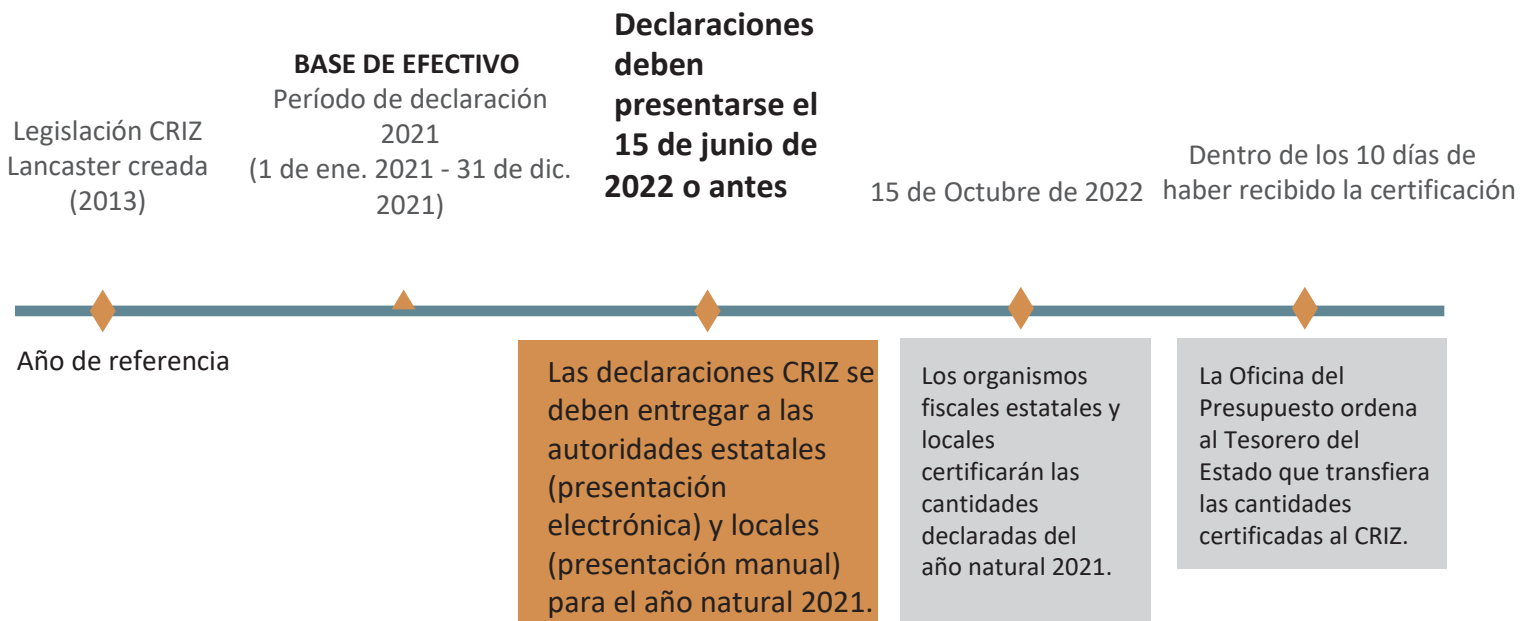 Legislación CRIZ
Lancaster creada
(2013)
BASE DE EFECTIVO
Período de declaración
2021
(1 de ene. 2021 - 31 de dic.
2021)
Declaraciones
deben
presentarse el
15 de junio de
2022 o antes
15 de Octubre de 2022
Dentro de los 10 días de
haber recibido la certificación
Año de referencia
Las declaraciones CRIZ se
deben entregar a las
autoridades estatales
(presentación
electrónica) y locales
(presentación manual)
para el año natural 2021.
Los organismos
fiscales estatales y
locales
certificarán las
cantidades
declaradas del
año natural 2021.
La Oficina del
Presupuesto ordena
al Tesorero del
Estado que transfiera
las cantidades
certificadas al CRIZ.